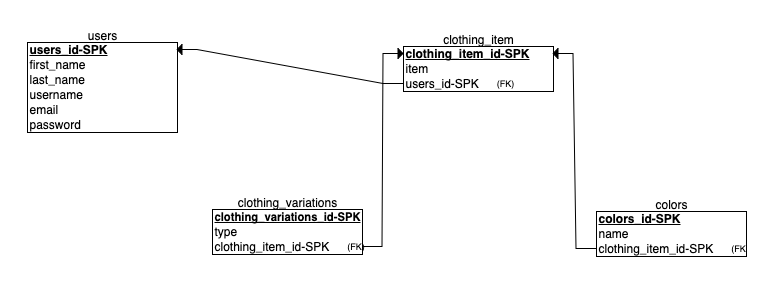 users
users_id-SPK
first_name
last_name
username
email
password
clothing_item
clothing_item_id-SPK
item
users_id-SPK (FK)
clothing_variations
clothing_variations_id-SPK
type
clothing_item_id-SPK (FK)
colors
colors_id-SPK
name
clothing_item_id-SPK (FK